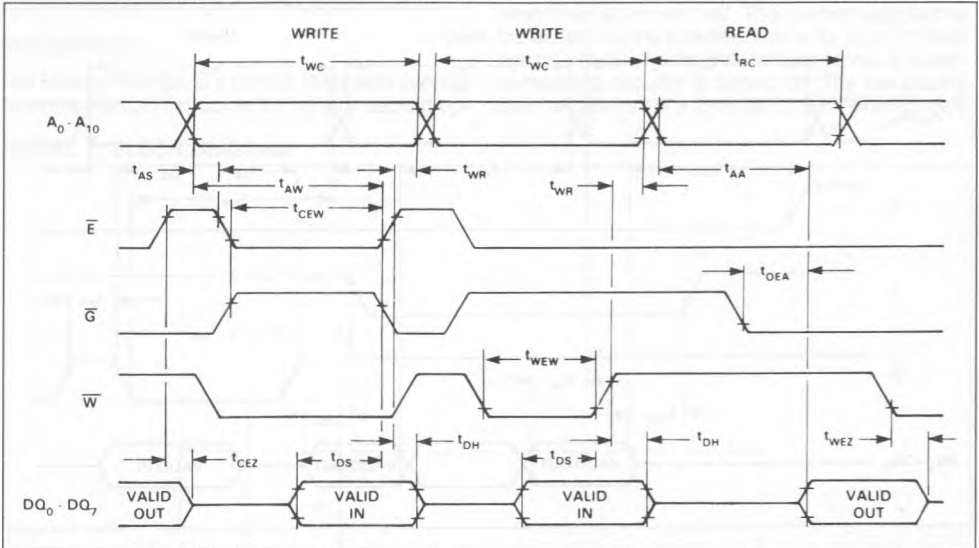 WRITE WRITE READ
tWC tWC tRC
A0 - A10
tAS tWR tAA
tAW tWR
tCEW
E
tOEA
G
tWEW
W
tDH tDH tWEZ
tCEZ tDS tDS
DQ0 - DQ7 VALID OUT VALID IN VALID IN VALID OUT